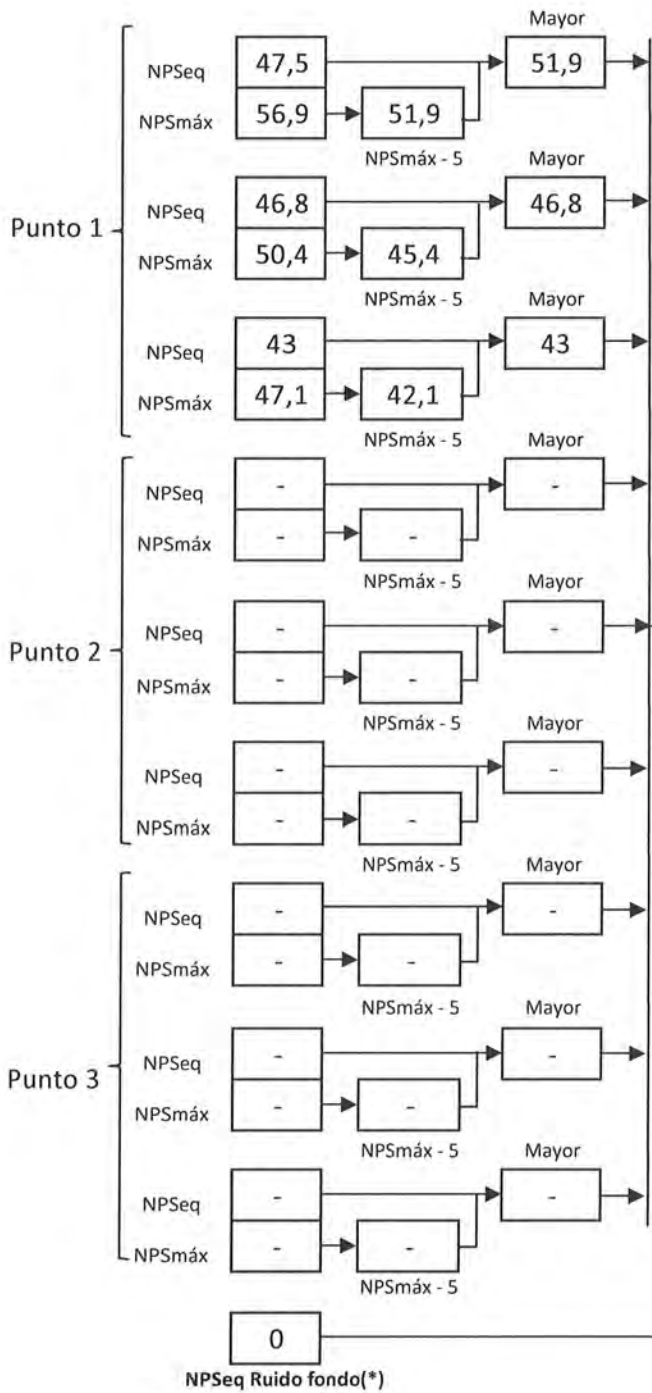 Mayor
NPSeq 47,5 51,9
NPSmáx 56,9 51,9
NPSmáx - 5
Mayor
NPSeq 46,8 46,8
Punto 1
NPSmáx 50,4 45,4
NPSmáx - 5
Mayor
NPSeq 43 43
NPSmáx 47,1 42,1
NPSmáx - 5
Mayor
NPSeq - -
NPSmáx - -
NPSmáx - 5
Mayor
NPSeq - -
Punto 2
NPSmáx - -
NPSmáx - 5
Mayor
NPSeq - -
NPSmáx - -
NPSmáx - 5
Mayor
NPSeq - -
NPSmáx - -
NPSmáx - 5
Mayor
NPSeq - -
Punto 3
NPSmáx - -
NPSmáx - 5
Mayor
NPSeq - -
NPSmáx - -
NPSmáx - 5
0
NPSeq Ruido fondo(*)